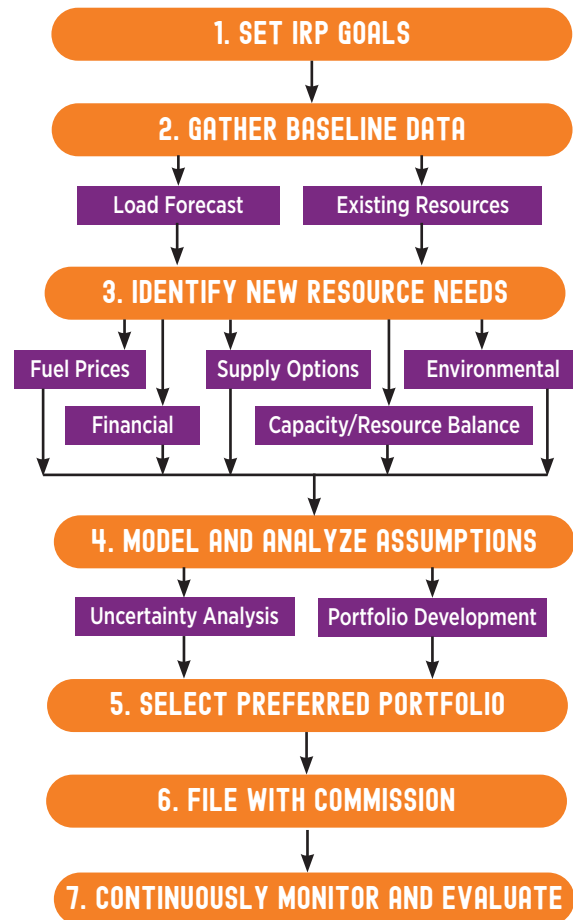 1. SET IRP GOALS
2. GATHER BASELINE DATA
Load Forecast
Existing Resources
3. IDENTIFY NEW RESOURCE NEEDS
Fuel Prices
Supply Options
Environmental
Financial
Capacity/Resource Balance
4. MODEL AND ANALYZE ASSUMPTIONS
Uncertainty Analysis
Portfolio Development
5. SELECT PREFERRED PORTFOLIO
6. FILE WITH COMMISSION
7. CONTINUOUSLY MONITOR AND EVALUATE